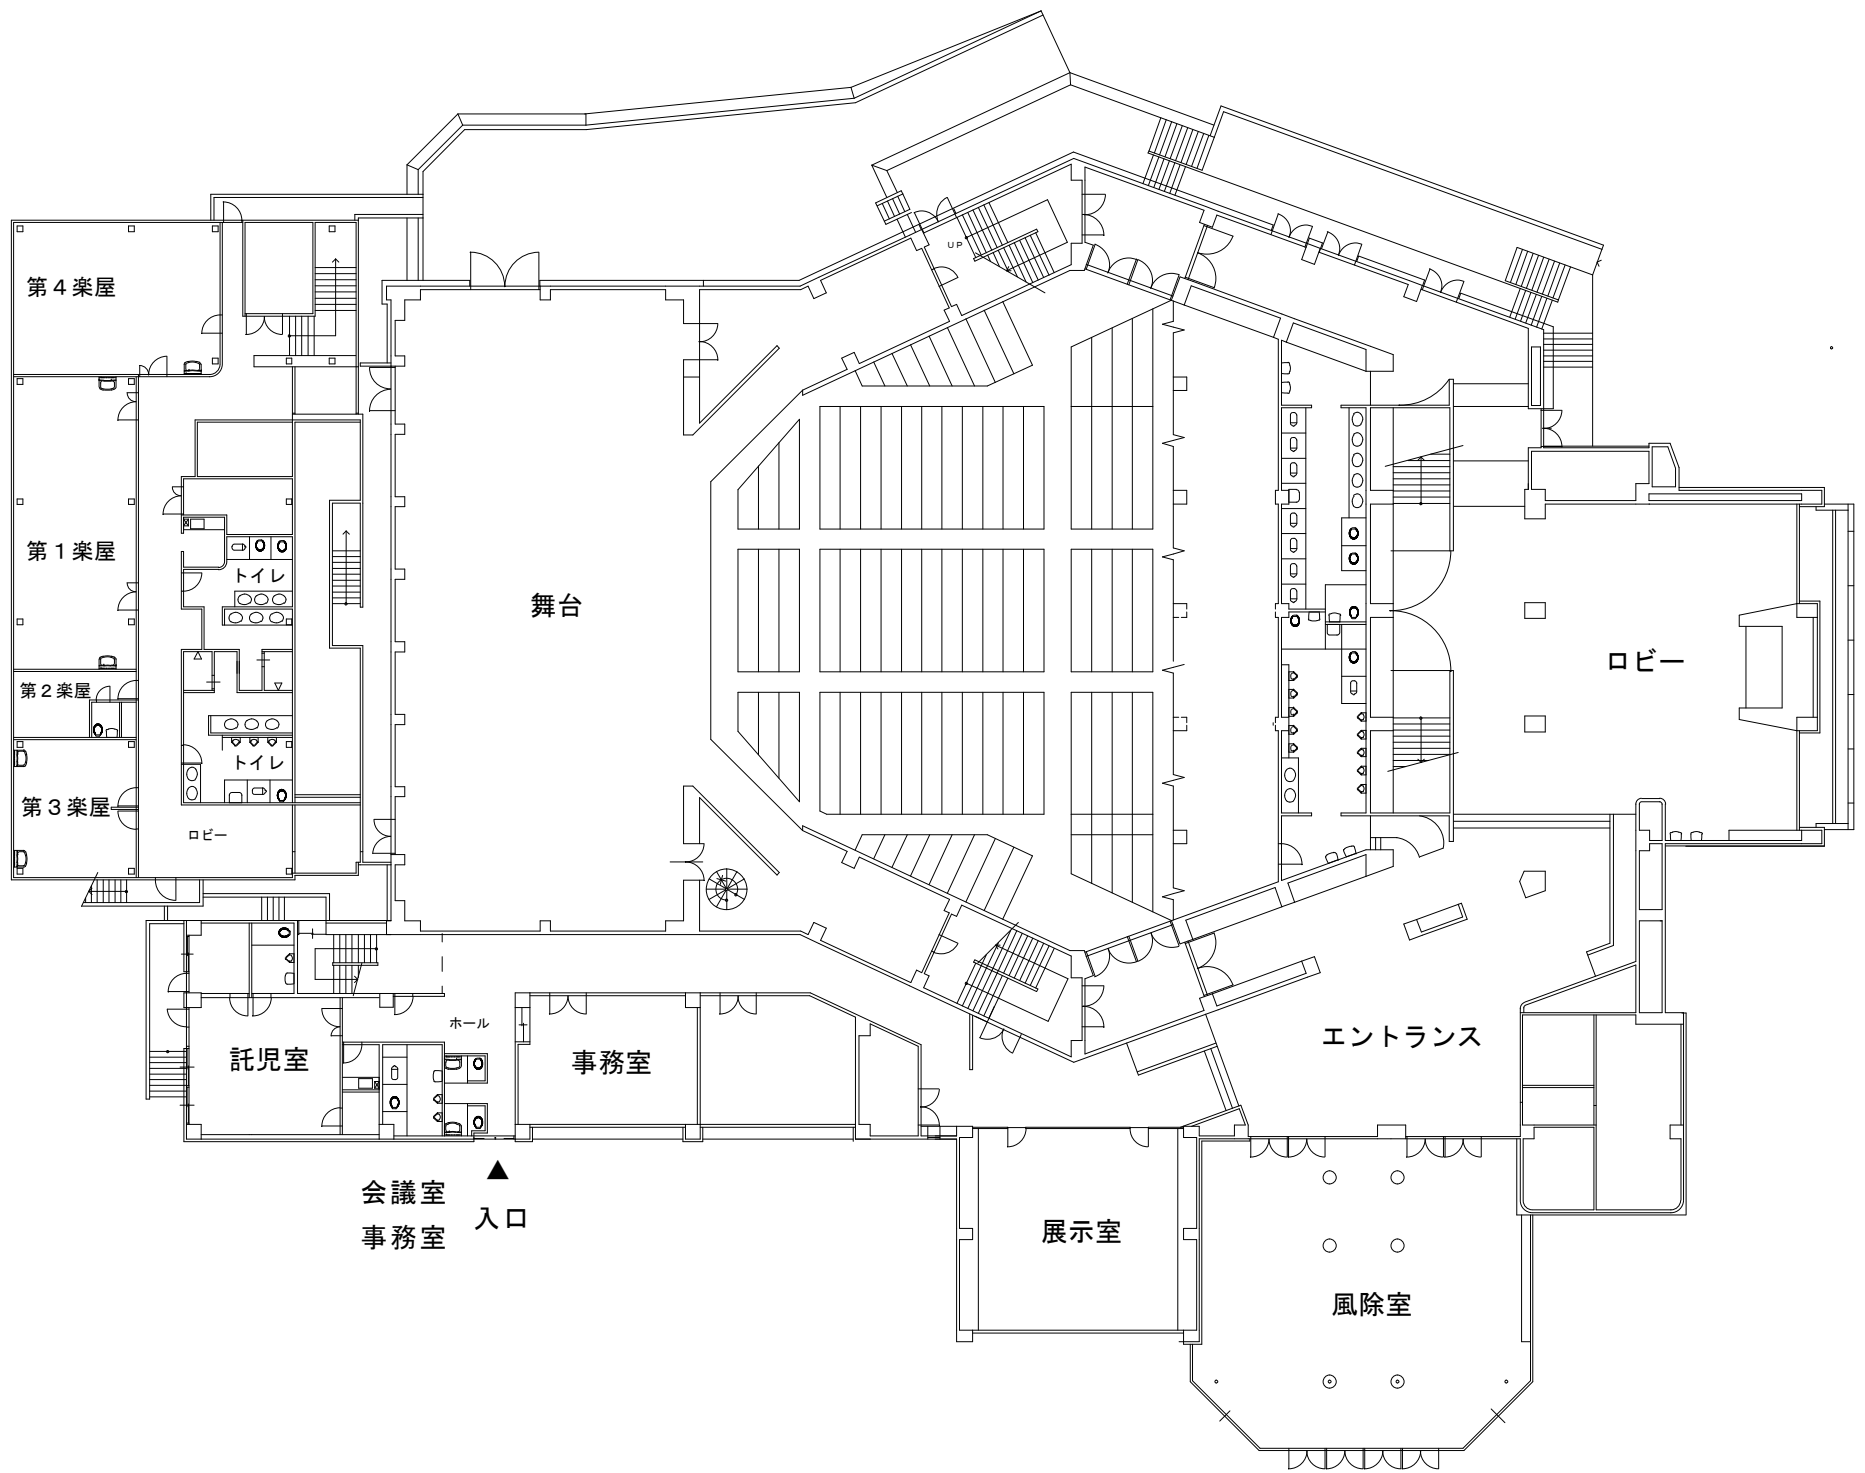 UP
第４楽屋
第１楽屋
トイレ
舞台
ロビー
第２楽屋
トイレ
第３楽屋
ロビー
ホール
エントランス
託児室
事務室
会議室
入口
事務室
展示室
風除室